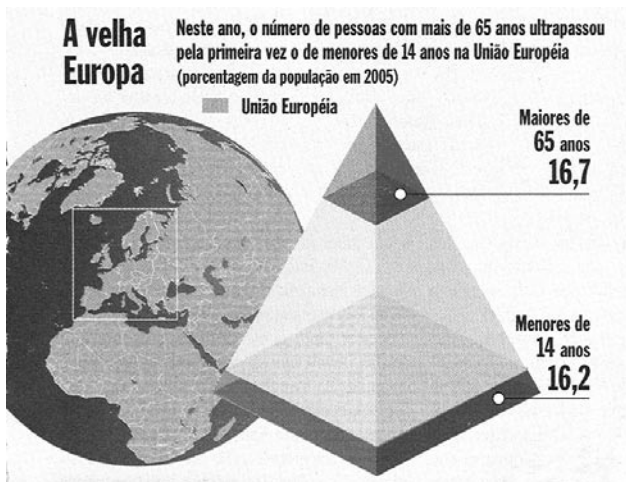 A velha
Europa
Neste ano, o número de pessoas com mais de 65 anos ultrapassou
pela primeira vez o de menores de 14 anos na União Européia
(porcentagem da população em 2005)
União Européia
Maiores de
65 anos
16,7
Menores de
14 anos
16,2